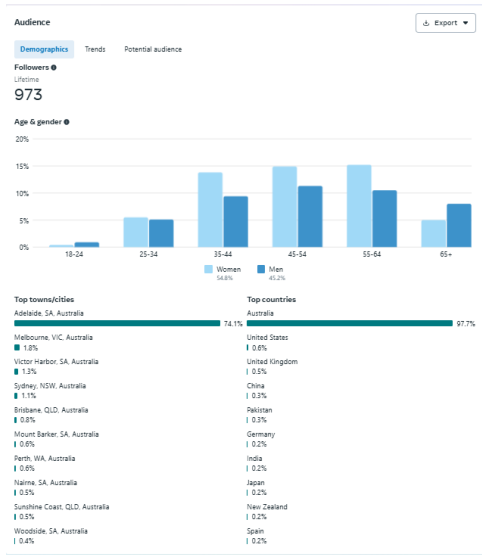 Audience
Export
Demographics Trends Potential audience
Followers
Lifetime
973
Age & gender
20%
15%
10%
5%
0%
18-24 25-34 35-44 45-54 55-64 65+
Women Men
54.8% 45.2%
Top towns/cities
Adelaide, SA, Australia
74.1%
Melbourne, VIC, Australia
1.8%
Victor Harbor, SA, Australia
1.3%
Sydney, NSW, Australia
1.1%
Brisbane, QLD, Australia
0.8%
Mount Barker, SA, Australia
0.6%
Perth, WA, Australia
0.6%
Nairne, SA, Australia
0.5%
Sunshine Coast, QLD, Australia
0.5%
Woodside, SA, Australia
0.4%
Top countries
Australia
97.7%
United States
0.6%
United Kingdom
0.5%
China
0.3%
Pakistan
0.3%
Germany
0.2%
India
0.2%
Japan
0.2%
New Zealand
0.2%
Spain
0.2%